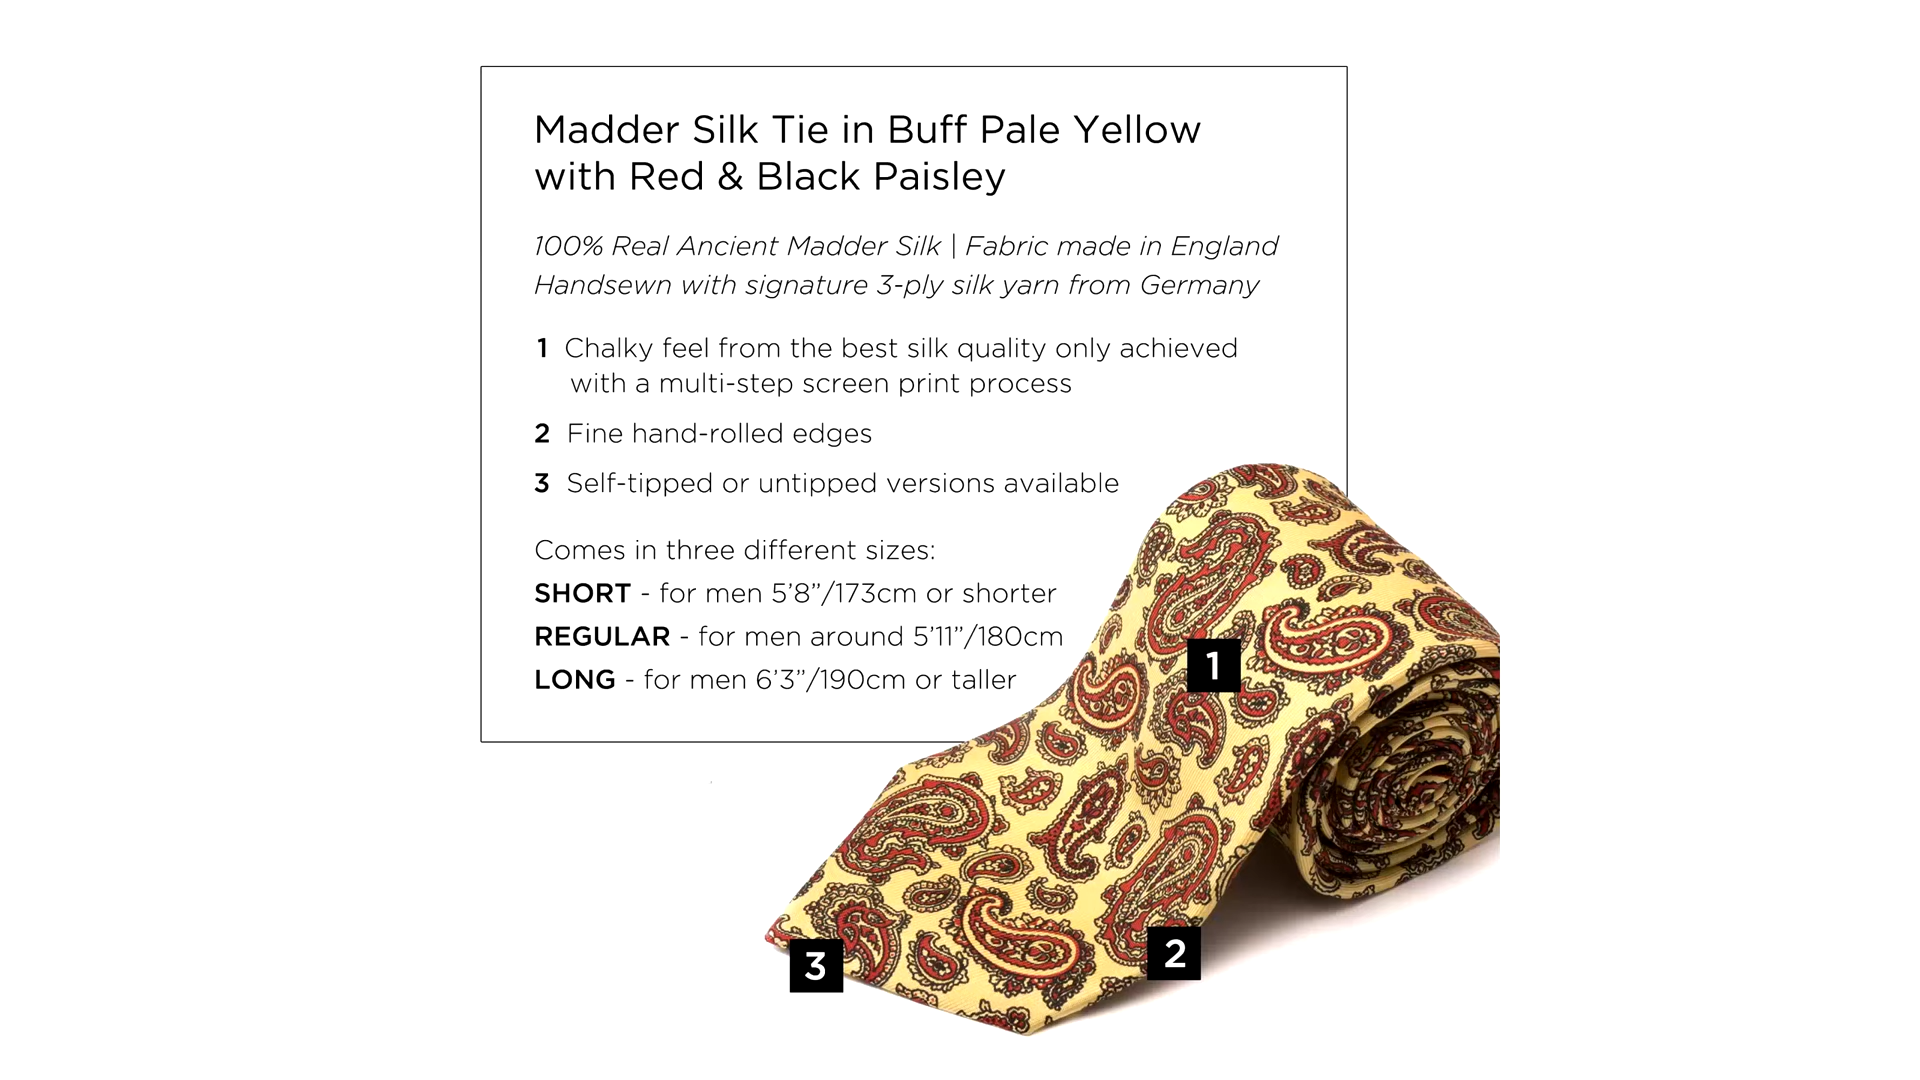 Madder Silk Tie in Buff Pale Yellow
with Red & Black Paisley
100% Real Ancient Madder Silk | Fabric made in England
Handsewn with signature 3-ply silk yarn from Germany
1 Chalky feel from the best silk quality only achieved
with a multi-step screen print process
2 Fine hand-rolled edges
3 Self-tipped or untipped versions available
Comes in three different sizes:
SHORT - for men 5’8”/173cm or shorter
REGULAR - for men around 5’11”/180cm
LONG - for men 6’3”/190cm or taller
1
2
3